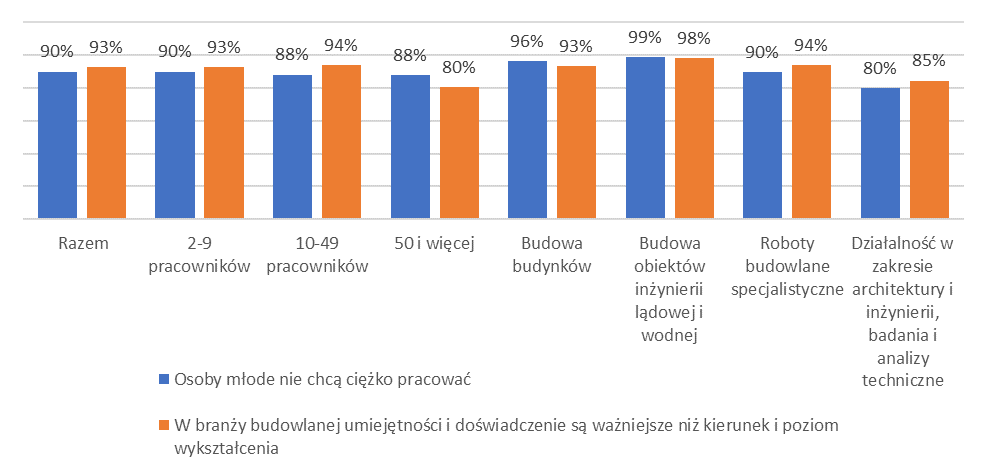 90% 93% 90% 93% 88% 94% 88% 80% 96% 93% 99% 98% 90% 94% 80% 85%
Razem
2-9
pracowników
10-49
pracowników
50 i więcej
Budowa
budynków
Budowa
obiektów
inżynierii
lądowej i
wodnej
Roboty
budowlane
specjalistyczne
Działalność w
zakresie
architektury i
inżynierii,
badania i
analizy
techniczne
Osoby młode nie chcą ciężko pracować
W branży budowlanej umiejętności i doświadczenie są ważniejsze niż kierunek i poziom
wykształcenia